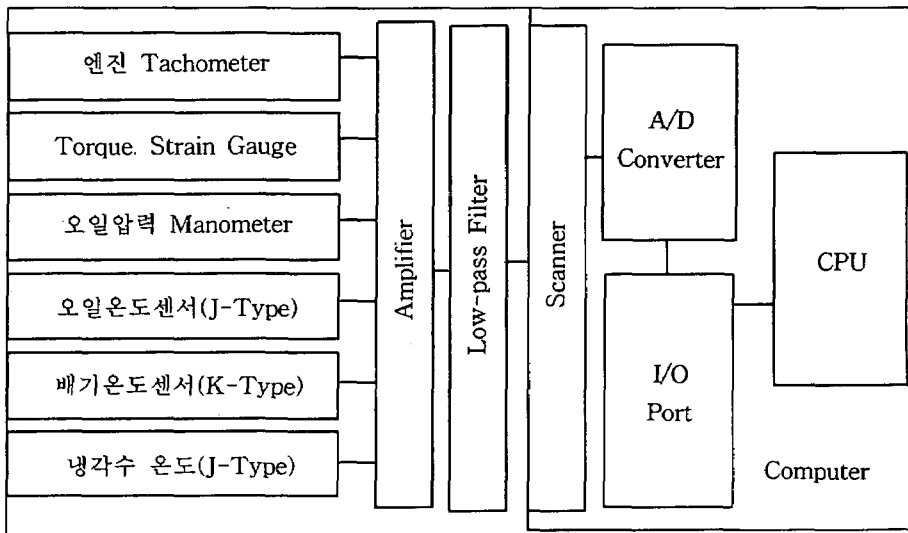 엔진 Tachometer
Torque. Strain Gauge
오일압력 Manometer
오일온도센서(J-Type)
배기온도센서(K-Type)
냉각수 온도(J-Type)
Amplifier
Low-pass Filter
Scanner
A/D
Converter
I/O
Port
CPU
Computer